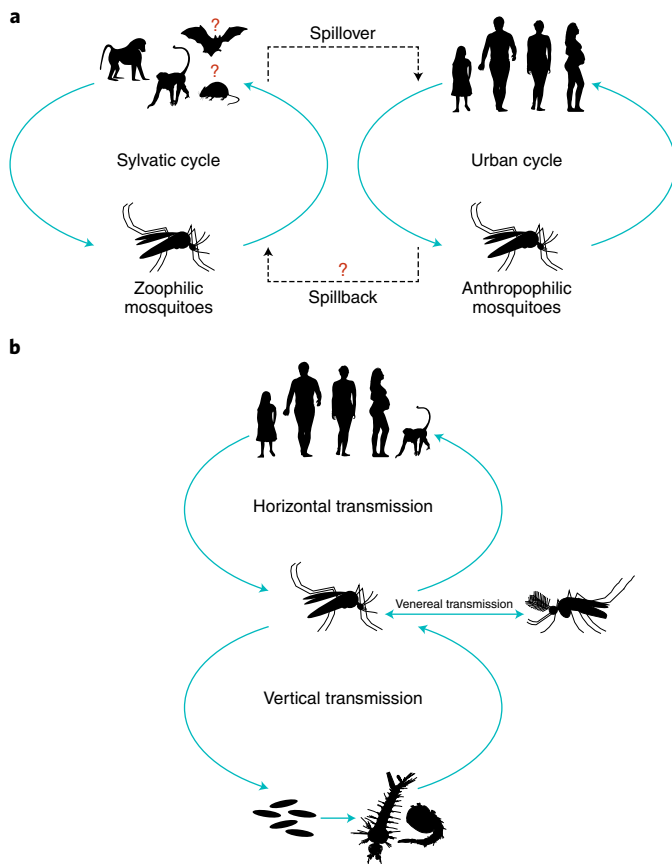 a
?
?
Spillover
Sylvatic cycle
Urban cycle
?
Spillback
Zoophilic
mosquitoes
Anthropophilic
mosquitoes
b
Horizontal transmission
Venereal transmission
Vertical transmission